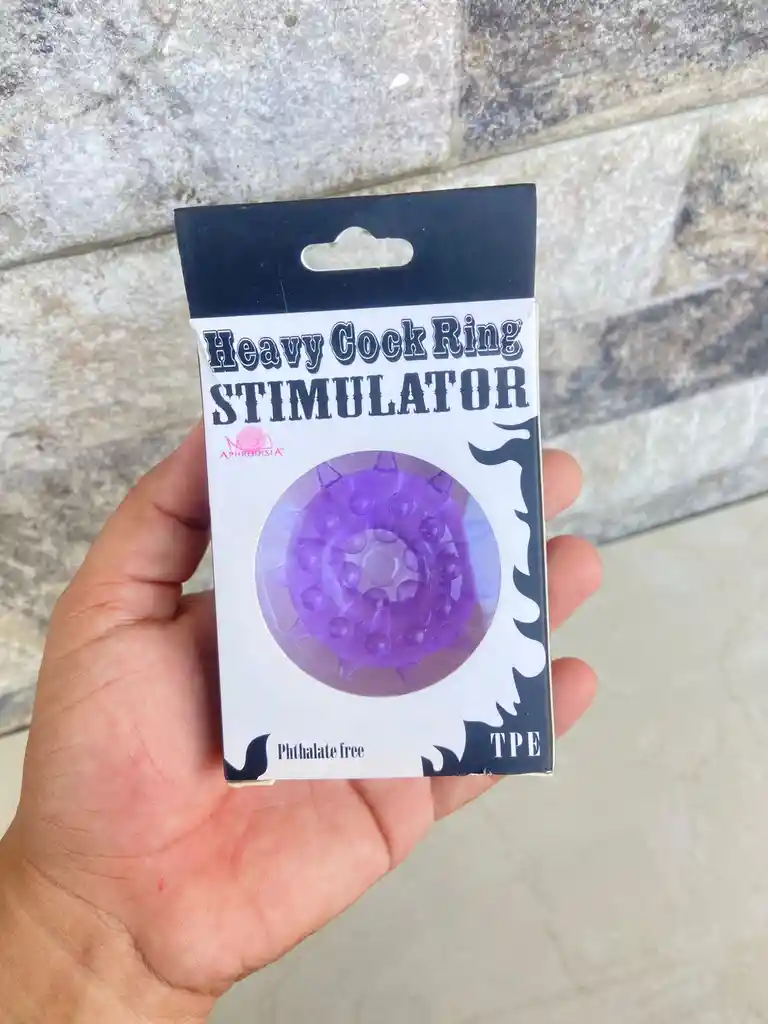 Heavy Cock Ring
STIMULATOR
APHRODISIA
Phthalate free
TPE